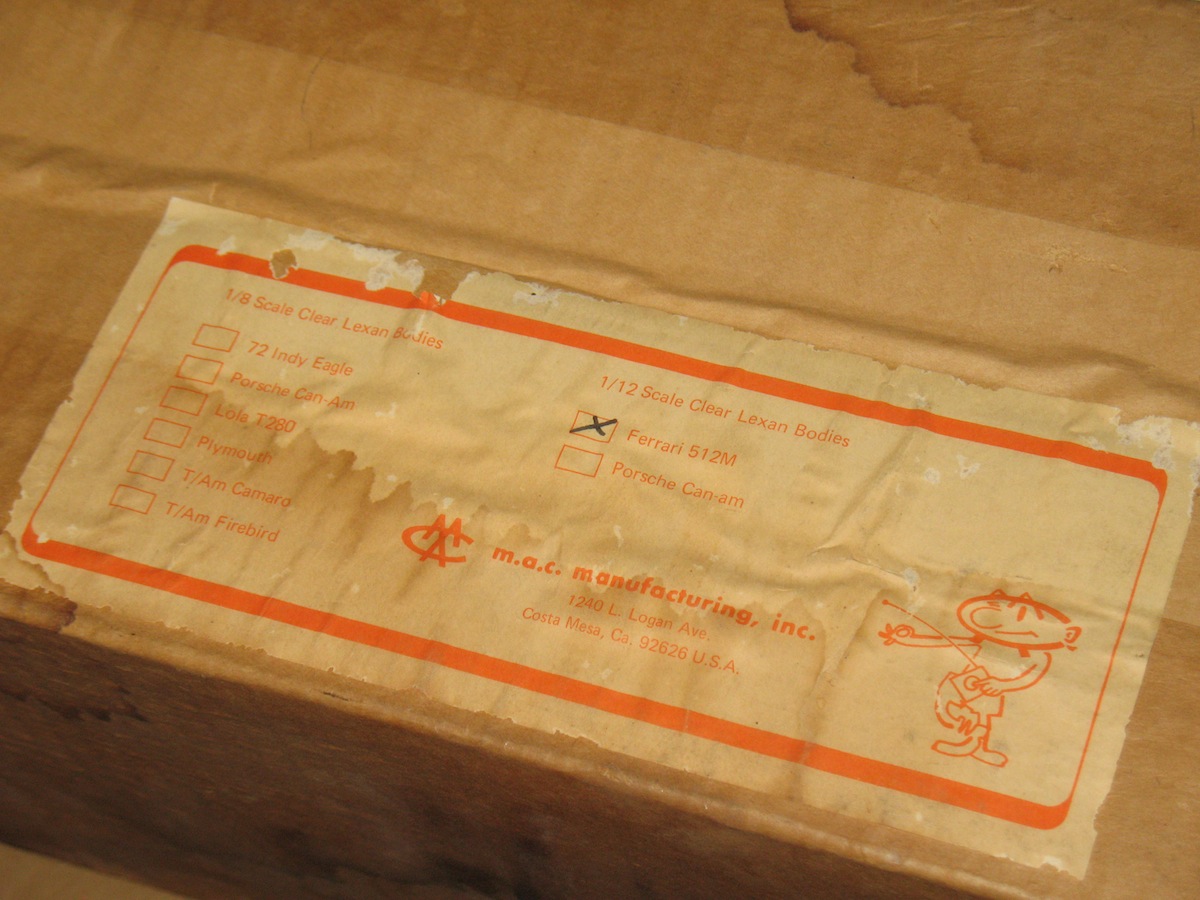 1/8 Scale Clear Lexan Bodies
72 Indy Eagle
Porsche Can-Am
Lola T280
Plymouth
T/Am Camaro
T/Am Firebird
1/12 Scale Clear Lexan Bodies
Ferrari 512M
Porsche Can-am
m.a.c. manufacturing, inc.
1240 L. Logan Ave.
Costa Mesa, Ca. 92626 U.S.A.